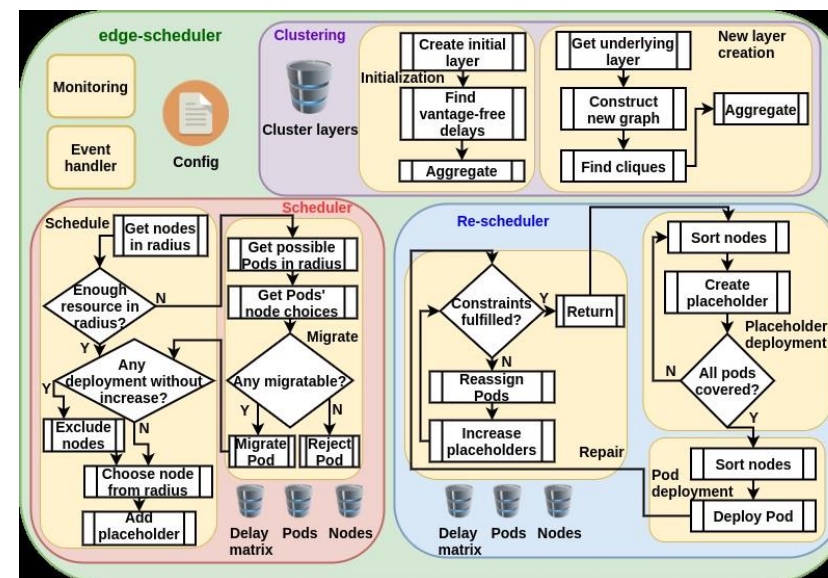 edge-scheduler
Monitoring
Event
handler
Config
Clustering
Cluster layers
Create initial
layer
Initialization
Find
vantage-free
delays
Aggregate
Get underlying
layer
New layer
creation
Construct
new graph
Aggregate
Find cliques
Scheduler
Schedule
Get nodes
in radius
Enough
resource in
radius?
N
Y
Any
deployment without
increase?
Y
N
Exclude
nodes
Choose node
from radius
Add
placeholder
Get possible
Pods in radius
Get Pods'
node choices
Migrate
Any migratable?
Y
N
Migrate
Pod
Reject
Pod
Delay
matrix
Pods
Nodes
Re-scheduler
Constraints
fulfilled?
Y
Return
N
Reassign
Pods
Increase
placeholders
Repair
Delay
matrix
Pods
Nodes
Sort nodes
Create
placeholder
Placeholder
deployment
N
All pods
covered?
Y
Sort nodes
Pod
deployment
Deploy Pod